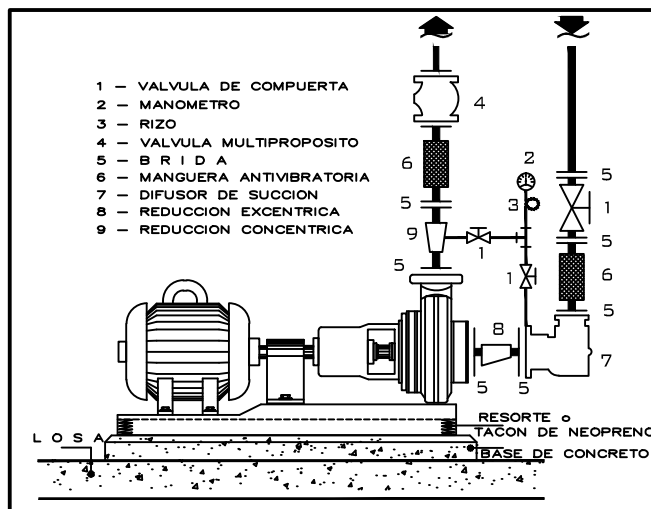 1 - VALVULA DE COMPUERTA
2 - MANOMETRO
3 - RIZO
4 - VALVULA MULTIPROPOSITO
5 - B R I D A
6 - MANGUERA ANTIVIBRATORIA
7 - DIFUSOR DE SUCCION
8 - REDUCCION EXCENTRICA
9 - REDUCCION CONCENTRICA
4
6
5
9
5
1
2
3
1
5
1
5
6
5
7
8
5
5
RESORTE o
TACON DE NEOPRENO
BASE DE CONCRETO
L O S A